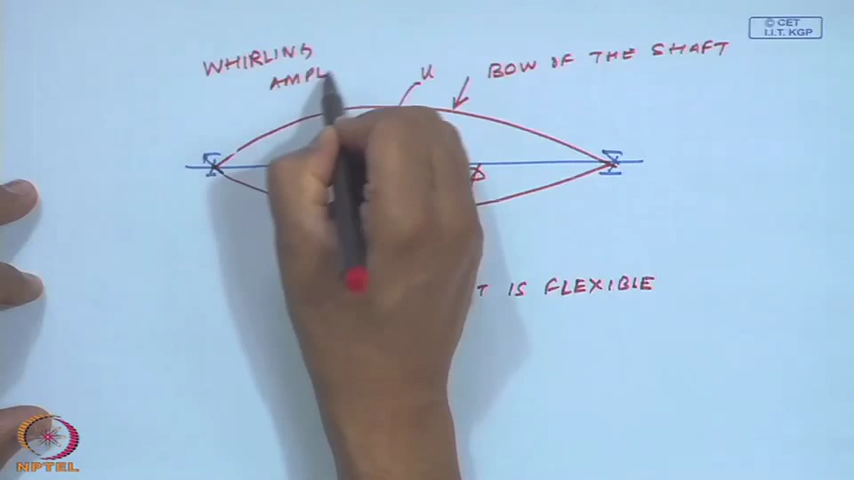 © CET
I.I.T. KGP
WHIRLING
AMPL
u
BOW OF THE SHAFT
IS FLEXIBLE
NPTEL